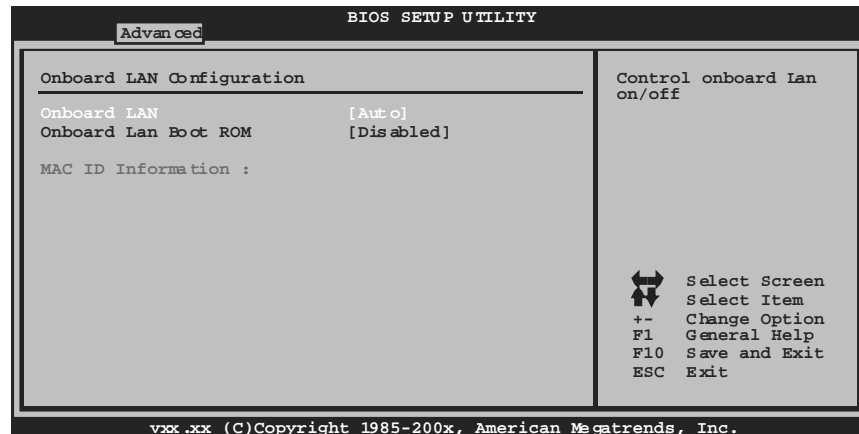 BIOS SETUP UTILITY
Advanced
Onboard LAN Configuration
Onboard LAN [Auto]
Onboard Lan Boot ROM [Disabled]
MAC ID Information :
Control onboard Lan
on/off
Select Screen
Select Item
+- Change Option
F1 General Help
F10 Save and Exit
ESC Exit
vxx.xx (C)Copyright 1985-200x, American Megatrends, Inc.